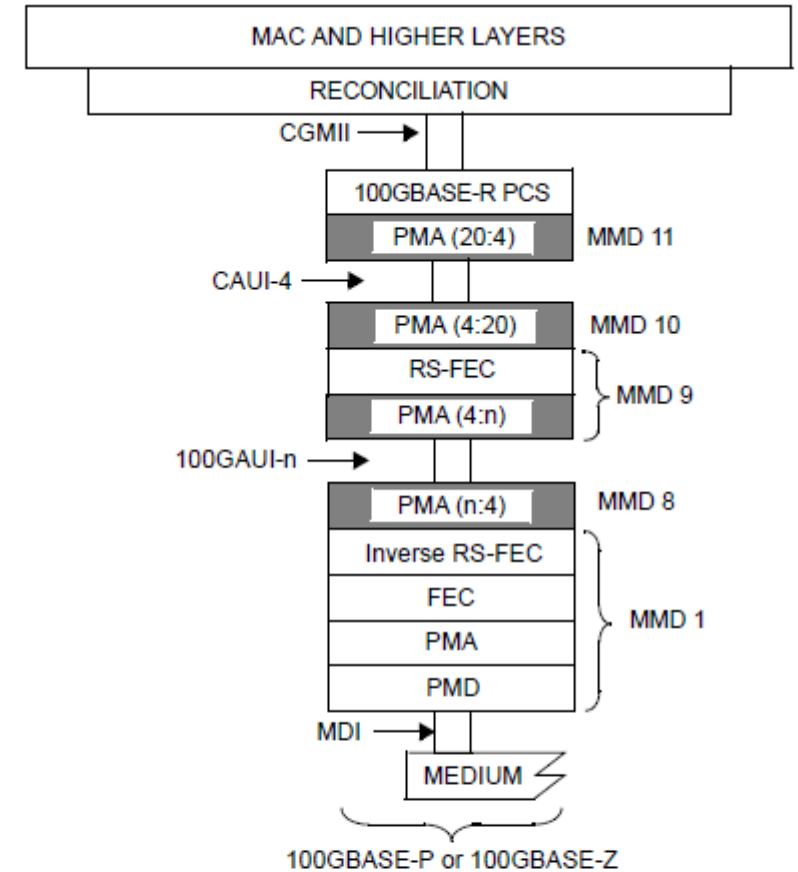 MAC AND HIGHER LAYERS
RECONCILIATION
CGMII
100GBASE-R PCS
PMA (20:4)
MMD 11
CAUI-4
PMA (4:20)
MMD 10
RS-FEC
MMD 9
PMA (4:n)
100GAUI-n
PMA (n:4)
MMD 8
Inverse RS-FEC
FEC
MMD 1
PMA
PMD
MDI
MEDIUM
100GBASE-P or 100GBASE-Z